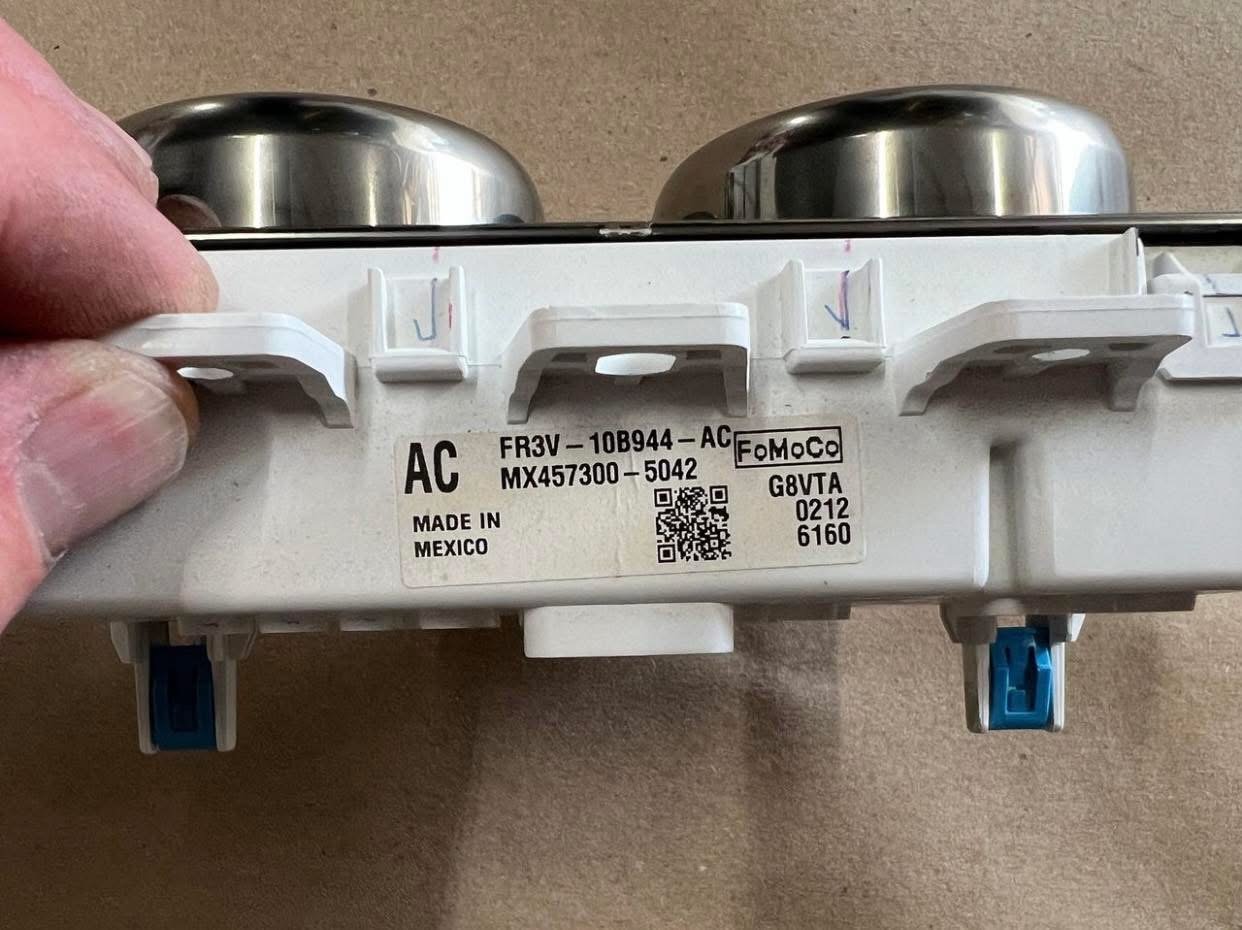 AC
FR3V-10B944-AC
FoMoCo
MX457300-5042
G8VTA
0212
6160
MADE IN
MEXICO